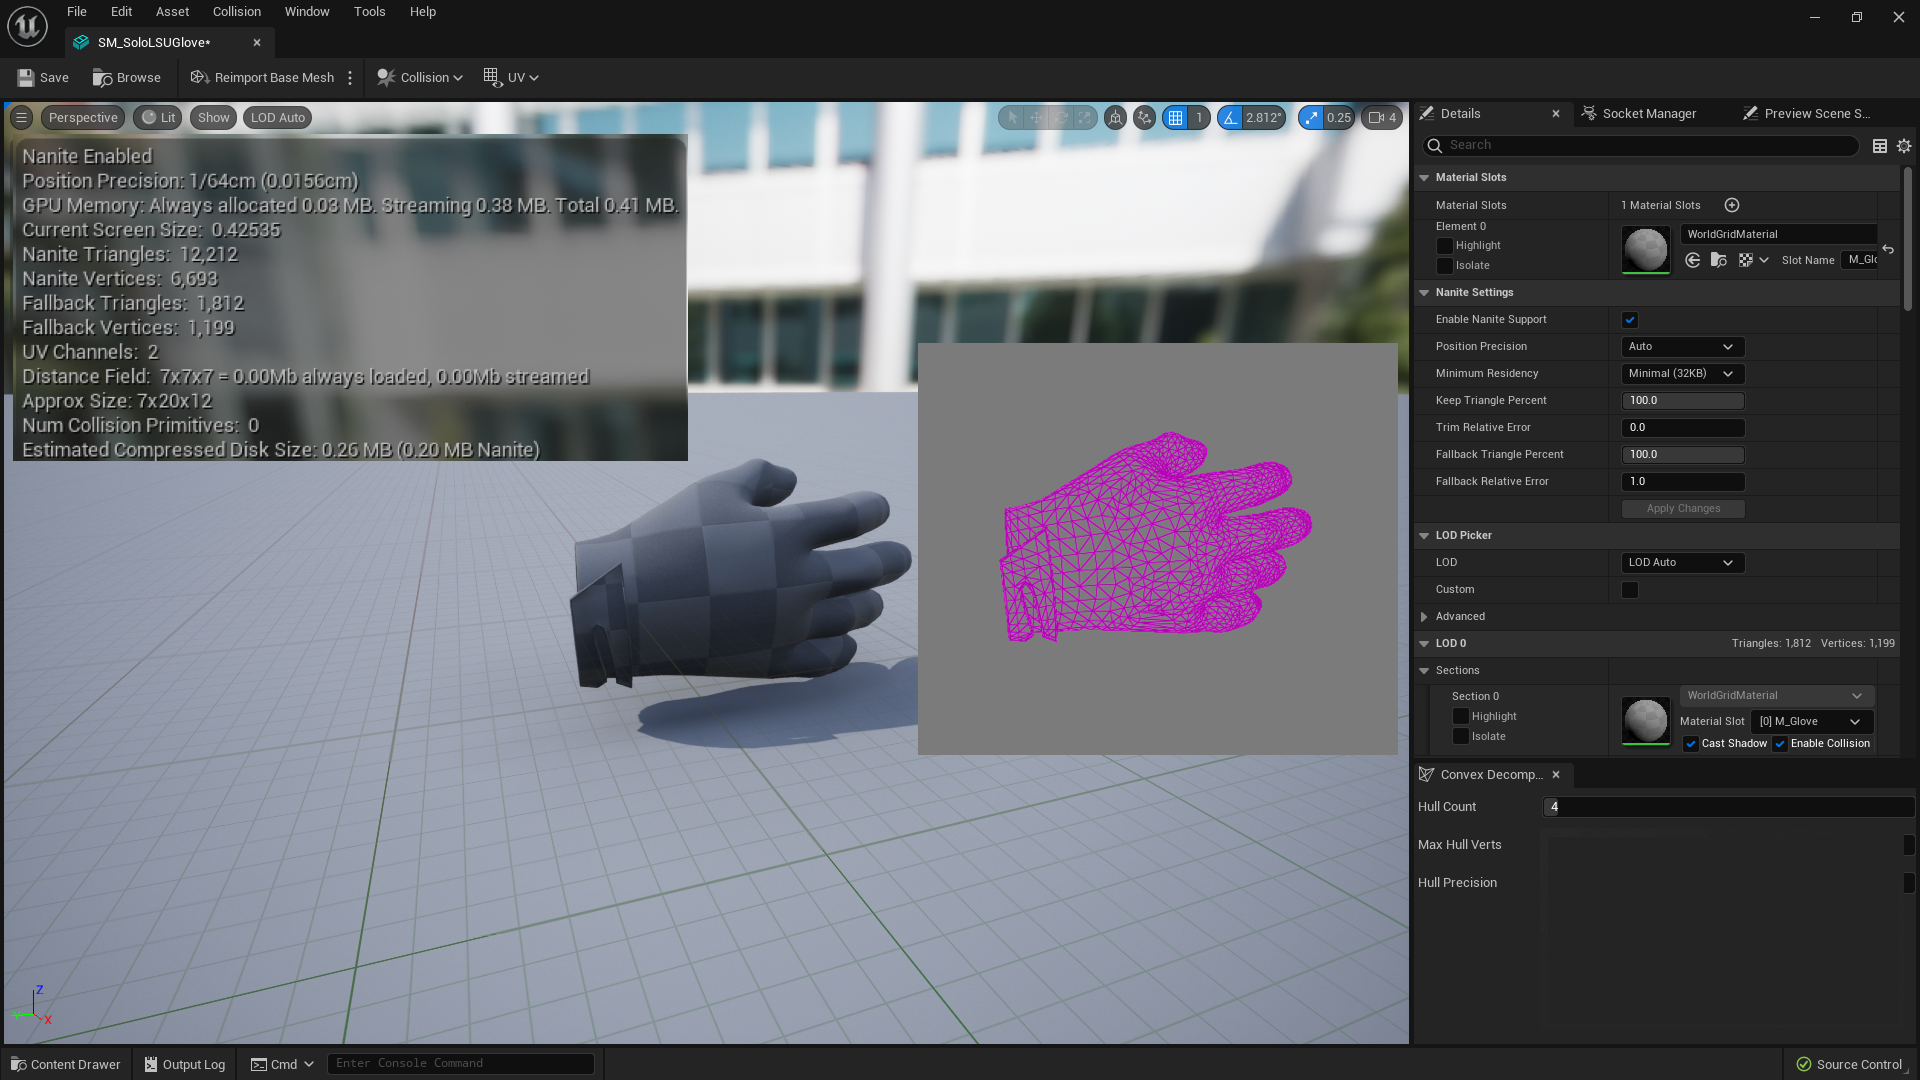 File Edit Asset Collision Window Tools Help
SM_SoloLSUGlove*
Save Browse Reimport Base Mesh Collision UV
Perspective Lit Show LOD Auto
1 2.812° 0.25 4
Nanite Enabled
Position Precision: 1/64cm (0.0156cm)
GPU Memory: Always allocated 0.03 MB. Streaming 0.38 MB. Total 0.41 MB.
Current Screen Size: 0.42535
Nanite Triangles: 12,212
Nanite Vertices: 6,693
Fallback Triangles: 1,812
Fallback Vertices: 1,199
UV Channels: 2
Distance Field: 7x7x7 = 0.00Mb always loaded, 0.00Mb streamed
Approx Size: 7x20x12
Num Collision Primitives: 0
Estimated Compressed Disk Size: 0.26 MB (0.20 MB Nanite)
Z
X
Details Socket Manager Preview Scene S...
Search
Material Slots
Material Slots 1 Material Slots
Element 0
Highlight
Isolate
WorldGridMaterial
Slot Name M_Glo
Nanite Settings
Enable Nanite Support
Position Precision Auto
Minimum Residency Minimal (32KB)
Keep Triangle Percent 100.0
Trim Relative Error 0.0
Fallback Triangle Percent 100.0
Fallback Relative Error 1.0
Apply Changes
LOD Picker
LOD LOD Auto
Custom
Advanced
LOD 0 Triangles: 1,812 Vertices: 1,199
Sections
Section 0
Highlight
Isolate
WorldGridMaterial
Material Slot [0] M_Glove
Cast Shadow Enable Collision
Convex Decomp...
Hull Count 4
Max Hull Verts
Hull Precision
Content Drawer Output Log Cmd Enter Console Command Source Control